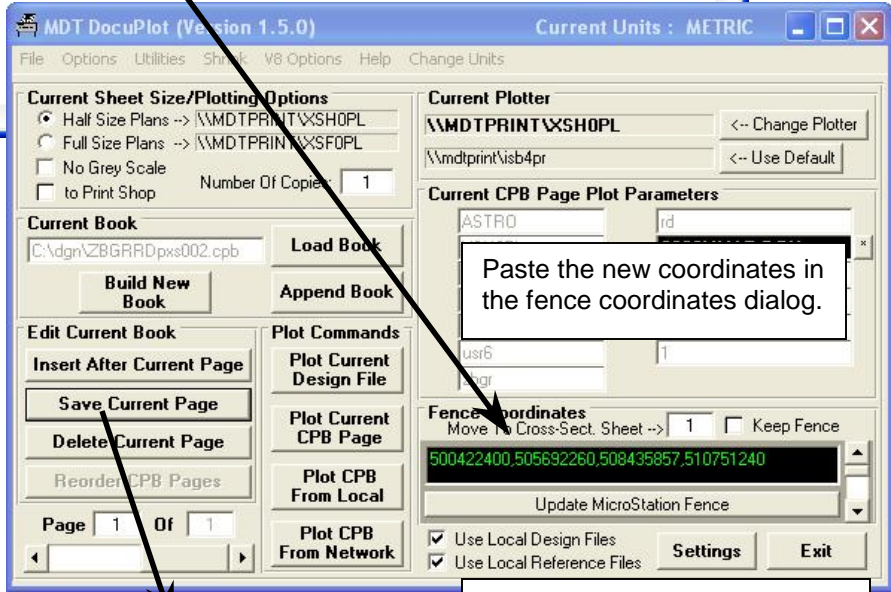 MDT DocuPlot (Version 1.5.0) Current Units : METRIC
File Options Utilities Shrink V8 Options Help Change Units
Current Sheet Size/Plotting Options
Half Size Plans --> \\MDTPRINT\XSH0PL
Full Size Plans --> \\MDTPRINT\XSF0PL
No Grey Scale
to Print Shop
Number Of Copies: 1
Current Plotter
\\MDTPRINT\XSH0PL <-- Change Plotter
\\mdtprint\isb4pr <-- Use Default
Current Book
C:\dgn\ZBGRRDpxs002.cpb Load Book
Build New
Book
Append Book
Current CPB Page Plot Parameters
ASTRO rd
*
Paste the new coordinates in
the fence coordinates dialog.
usr6 1
zbgr
Edit Current Book
Insert After Current Page
Save Current Page
Delete Current Page
Reorder CPB Pages
Page 1 Of 1
Plot Commands
Plot Current
Design File
Plot Current
CPB Page
Plot CPB
From Local
Plot CPB
From Network
Fence Coordinates
Move To Cross-Sect. Sheet --> 1 Keep Fence
500422400,505692260,508435857,510751240
Update MicroStation Fence
Use Local Design Files
Use Local Reference Files
Settings Exit